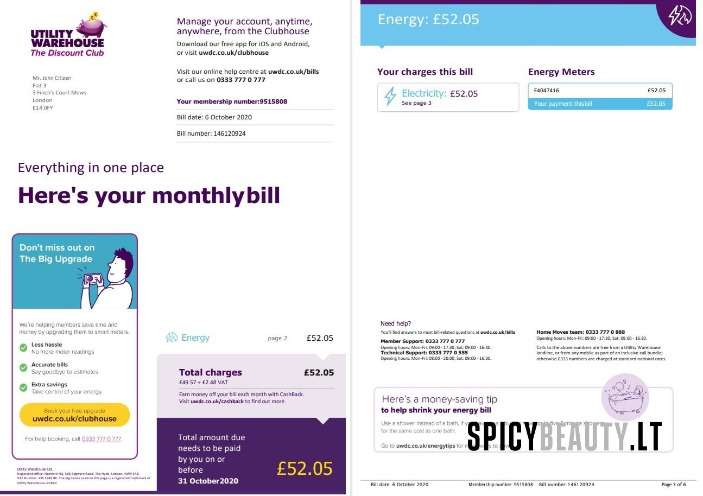 UTILITY
WAREHOUSE
The Discount Club
Mr. John Citizen
Flat 3
3 Finch's Court Mews
London
E14 0FY
Manage your account, anytime,
anywhere, from the Clubhouse
Download our free app for iOS and Android,
or visit uwdc.co.uk/clubhouse
Visit our online help centre at uwdc.co.uk/bills
or call us on 0333 777 0 777
Your membership number:9515808
Bill date: 6 October 2020
Bill number: 146120924
Everything in one place
Here's your monthly bill
Don't miss out on
The Big Upgrade
We're helping members save time and
money by upgrading them to smart meters.
Less hassle
No more meter readings
Accurate bills
Say goodbye to estimates
Extra savings
Take control of your energy
Book your free upgrade
uwdc.co.uk/clubhouse
For help booking, call 0333 777 0 777.
Energy page 2 £52.05
Total charges £52.05
£49.57 + £2.48 VAT
Earn money off your bill each month with CashBack.
Visit uwdc.co.uk/cashback to find out more.
Total amount due
needs to be paid
by you on or
before
31 October2020
£52.05
Utility Warehouse Ltd.
Energy: £52.05
Your charges this bill
Electricity: £52.05
See page 3
Energy Meters
E4047416 £52.05
Your payment this bill £52.05
Need help?
You'll find answers to most bill-related questions at uwdc.co.uk/bills
Member Support: 0333 777 0 777
Opening hours: Mon-Fri: 09.00 - 17.30, Sat: 09.00 - 16.30.
Technical Support: 0333 777 0 555
Opening hours: Mon-Fri: 08.00 - 20.00, Sat: 09.00 - 16.30.
Home Moves team: 0333 777 0 888
Opening hours: Mon-Fri: 09.00 - 17.30, Sat: 09.00 - 16.30.
Calls to the above numbers are free from a Utility Warehouse
landline, or from any mobile as part of an inclusive call bundle;
otherwise 0333 numbers are charged at standard national rates.
Here's a money-saving tip
to help shrink your energy bill
Use a shower instead of a bath, if
for the same cost as one bath.
Go to uwdc.co.uk/energytips for
SPICYBEAUTY.LT
Bill date: 6 October 2020 Membership number: 9515808 Bill number: 146120924 Page 3 of 6